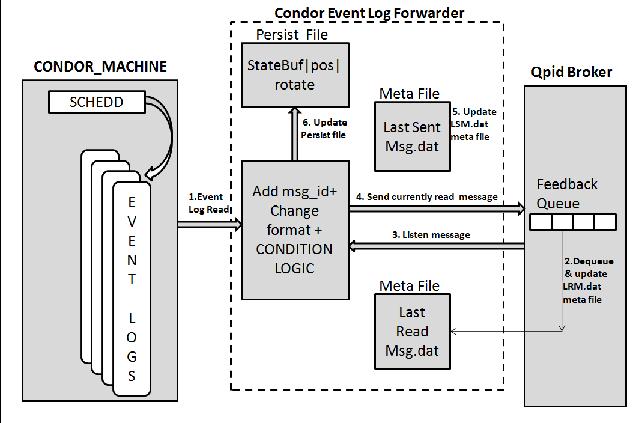 Condor Event Log Forwarder
CONDOR_MACHINE
SCHEDD
E
V
E
N
T
L
O
G
S
1.Event
Log Read
Persist File
StateBuf|pos|
rotate
6. Update
Persist file
Meta File
Last Sent
Msg.dat
5. Update
LSM.dat
meta file
Add msg_id+
Change
format +
CONDITION
LOGIC
4. Send currently read message
3. Listen message
Meta File
Last
Read
Msg.dat
Qpid Broker
Feedback
Queue
2.Dequeue
& update
LRM.dat
meta file